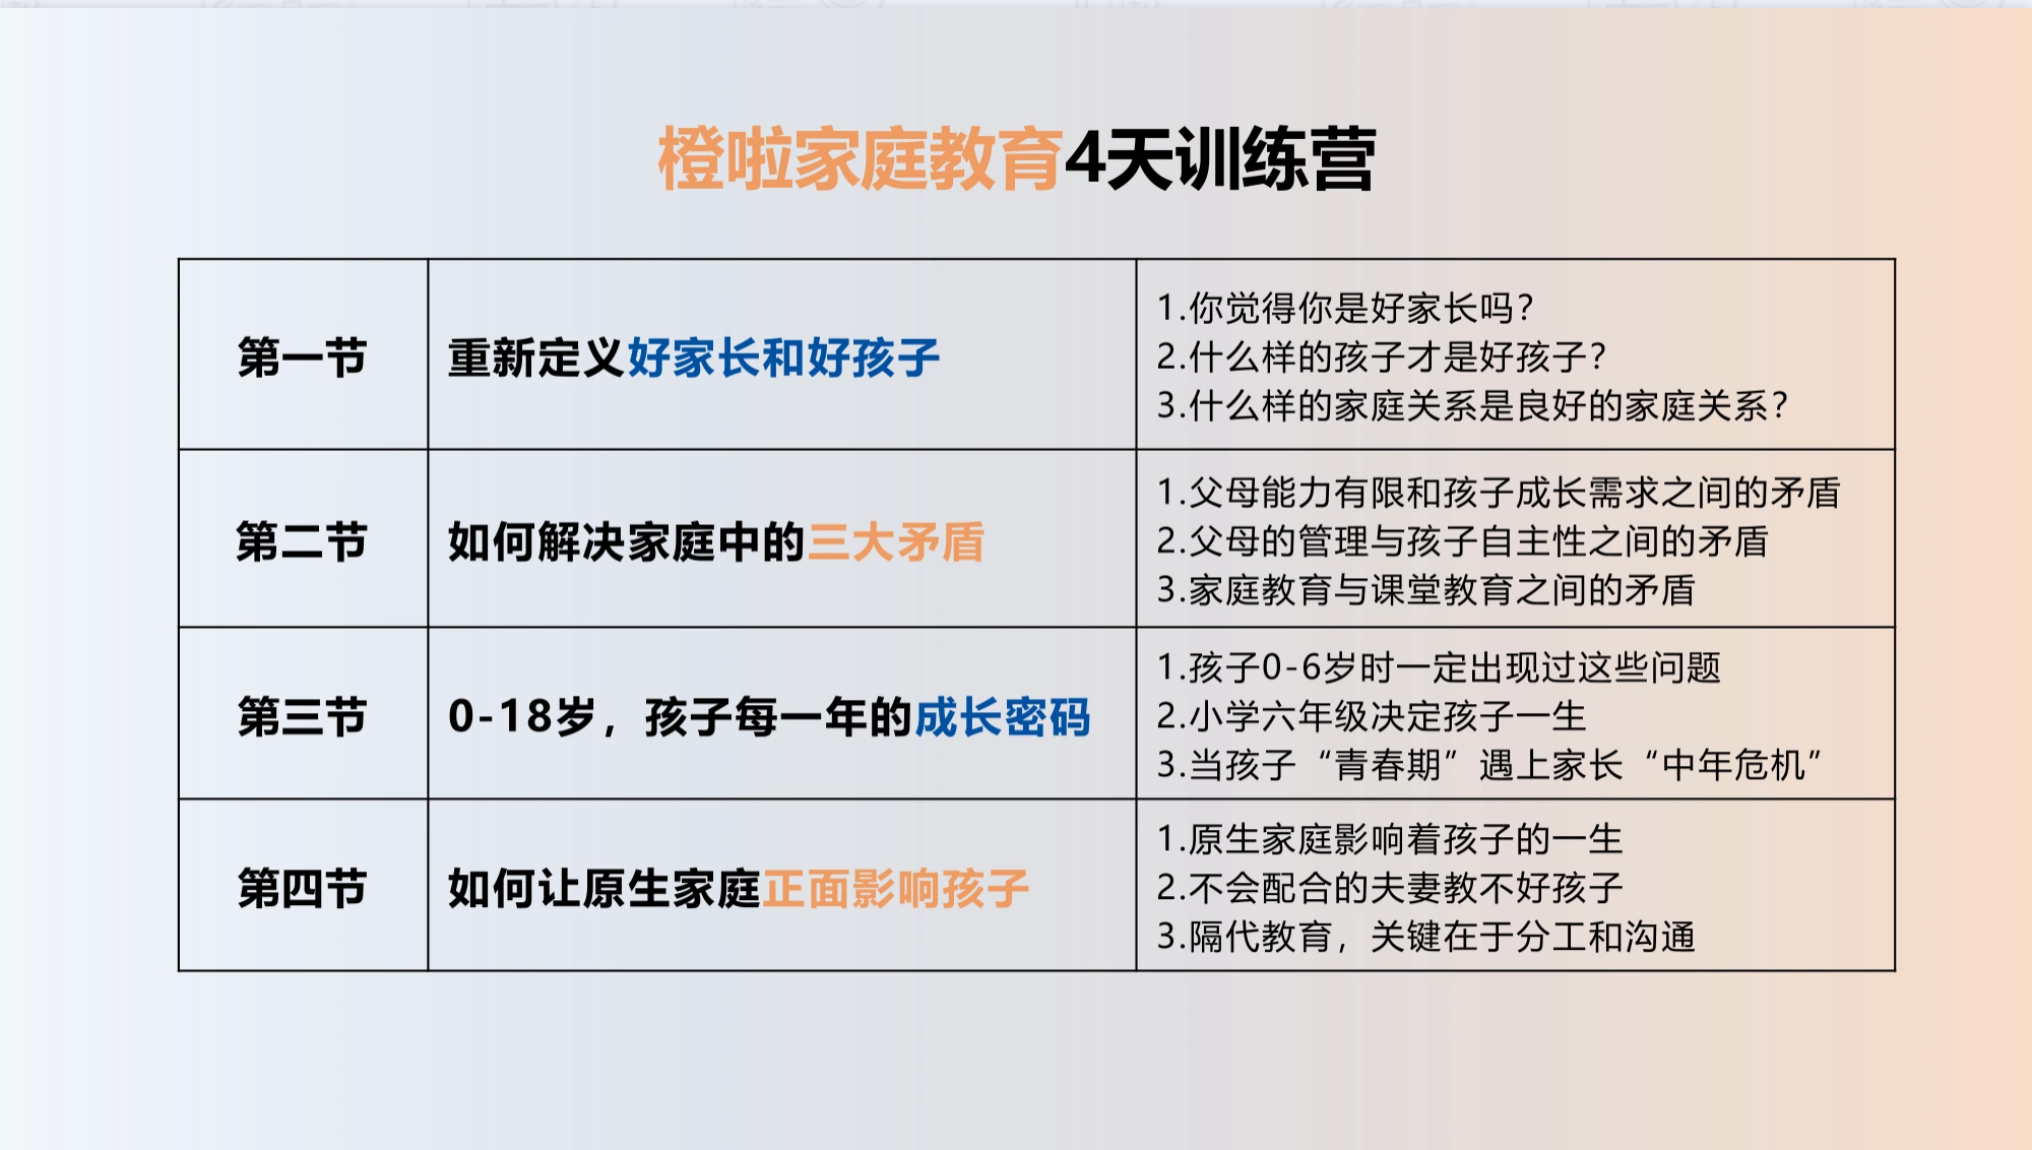 橙啦家庭教育4天训练营
第一节
重新定义好家长和好孩子
1.你觉得你是好家长吗？
2.什么样的孩子才是好孩子？
3.什么样的家庭关系是良好的家庭关系？
第二节
如何解决家庭中的三大矛盾
1.父母能力有限和孩子成长需求之间的矛盾
2.父母的管理与孩子自主性之间的矛盾
3.家庭教育与课堂教育之间的矛盾
第三节
0-18岁，孩子每一年的成长密码
1.孩子0-6岁时一定出现过这些问题
2.小学六年级决定孩子一生
3.当孩子“青春期”遇上家长“中年危机”
第四节
如何让原生家庭正面影响孩子
1.原生家庭影响着孩子的一生
2.不会配合的夫妻教不好孩子
3.隔代教育，关键在于分工和沟通